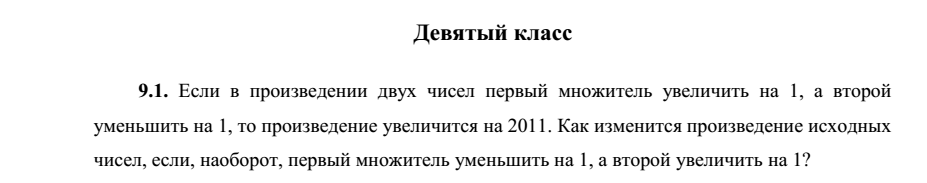 Девятый класс
9.1. Если в произведении двух чисел первый множитель увеличить на 1, а второй
уменьшить на 1, то произведение увеличится на 2011. Как изменится произведение исходных
чисел, если, наоборот, первый множитель уменьшить на 1, а второй увеличить на 1?